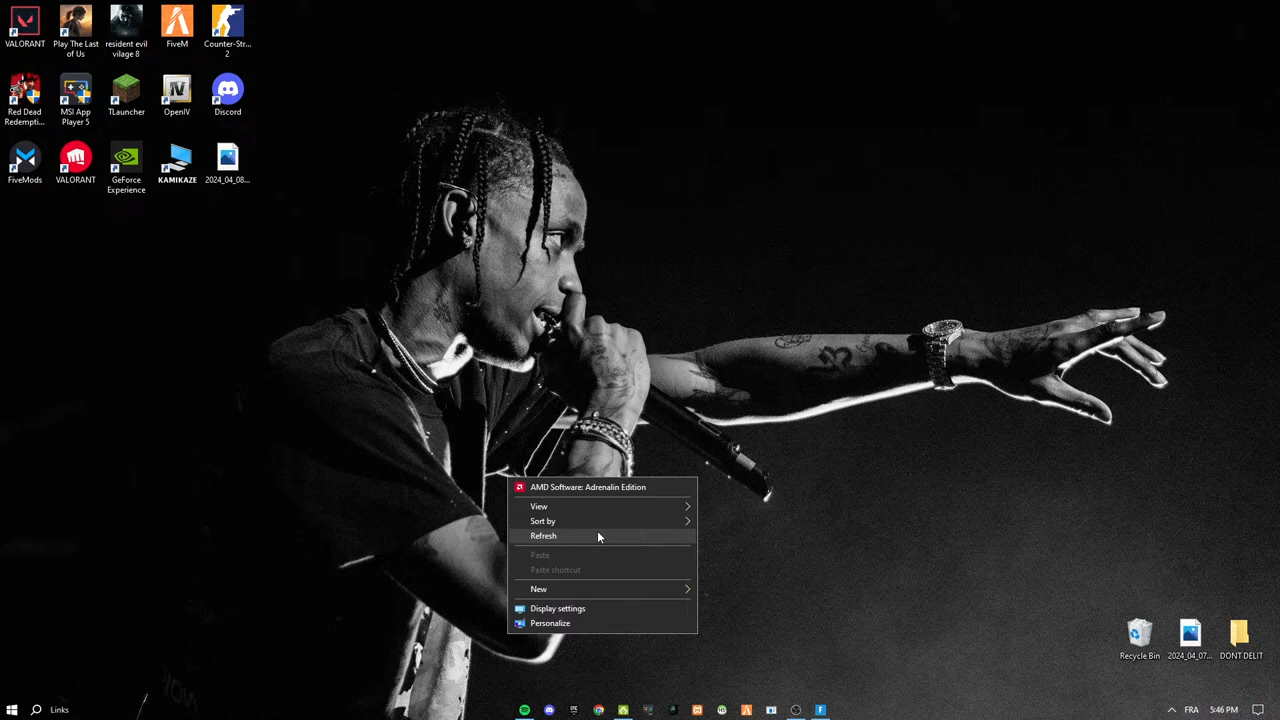 VALORANT
Play The Last
of Us
resident evil
vilage 8
FiveM
Counter-Str...
2
Red Dead
Redempti...
MSI App
Player 5
TLauncher
OpenIV
Discord
FiveMods
VALORANT
GeForce
Experience
KAMIKAZE
2024_04_08...
AMD Software: Adrenalin Edition
View
Sort by
Refresh
Paste
Paste shortcut
New
Display settings
Personalize
Recycle Bin
2024_04_07...
DONT DELIT
Links
FRA
5:46 PM